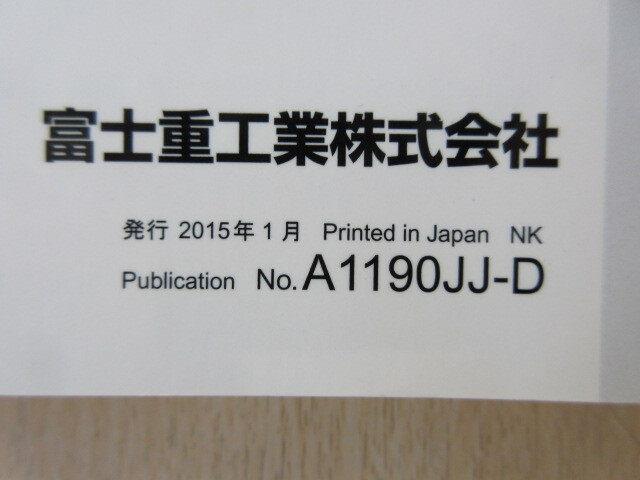 富士重工業株式会社
発行 2015年1月 Printed in Japan NK
Publication No. A1190JJ-D